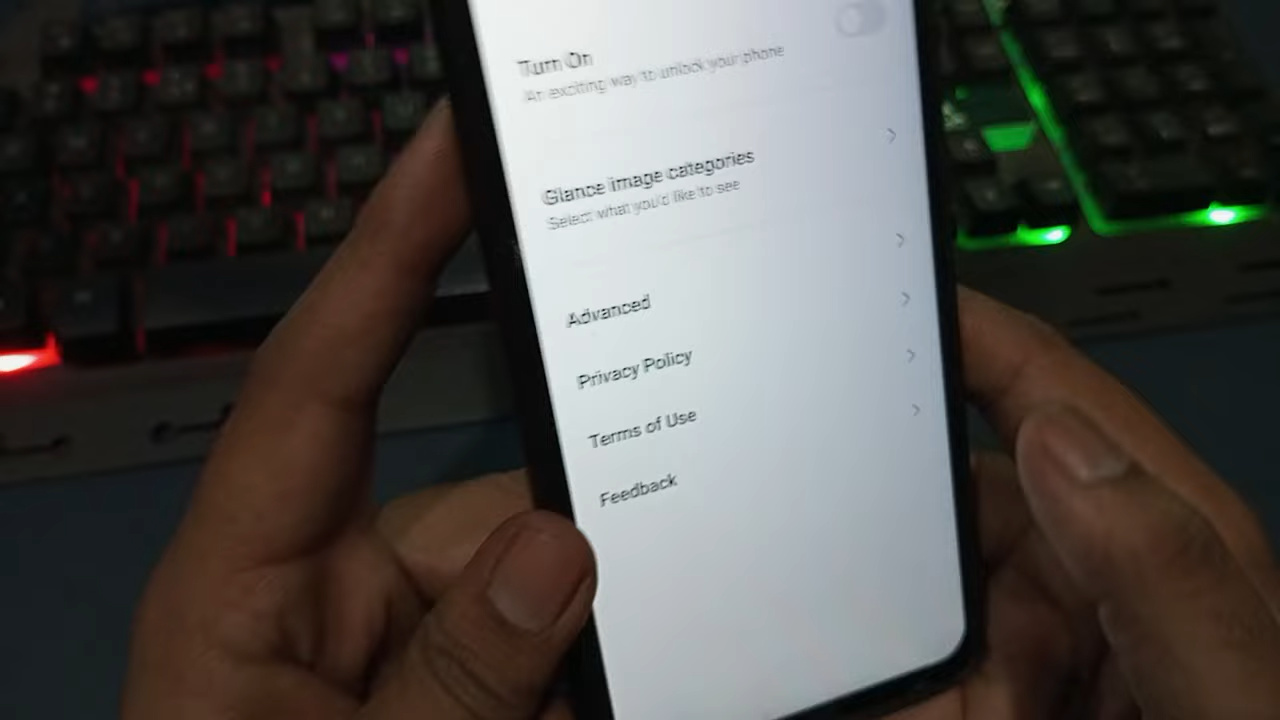 Turn On
An exciting way to unlock your phone
Glance image categories
Select what you'd like to see
Advanced
Privacy Policy
Terms of Use
Feedback